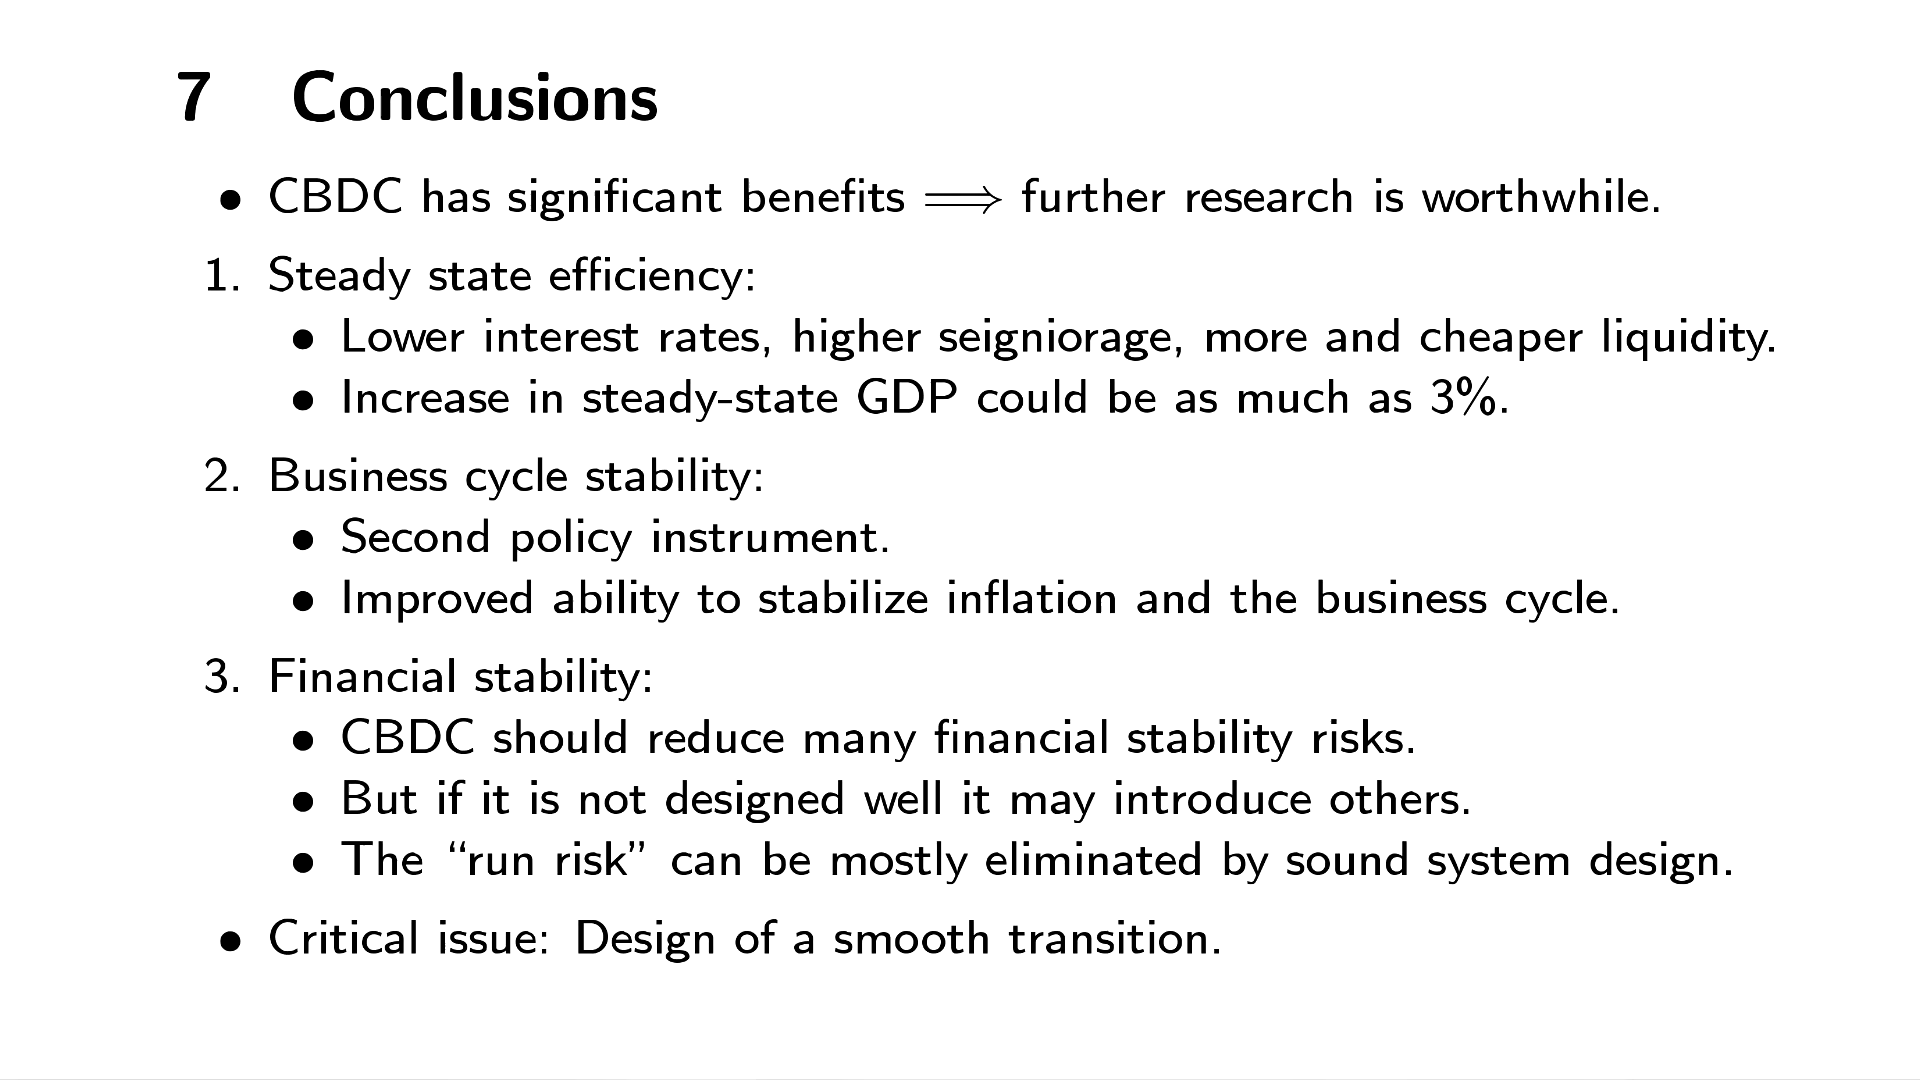 7 Conclusions
• CBDC has significant benefits ⟹ further research is worthwhile.
1. Steady state efficiency:
• Lower interest rates, higher seigniorage, more and cheaper liquidity.
• Increase in steady-state GDP could be as much as 3%.
2. Business cycle stability:
• Second policy instrument.
• Improved ability to stabilize inflation and the business cycle.
3. Financial stability:
• CBDC should reduce many financial stability risks.
• But if it is not designed well it may introduce others.
• The “run risk” can be mostly eliminated by sound system design.
• Critical issue: Design of a smooth transition.